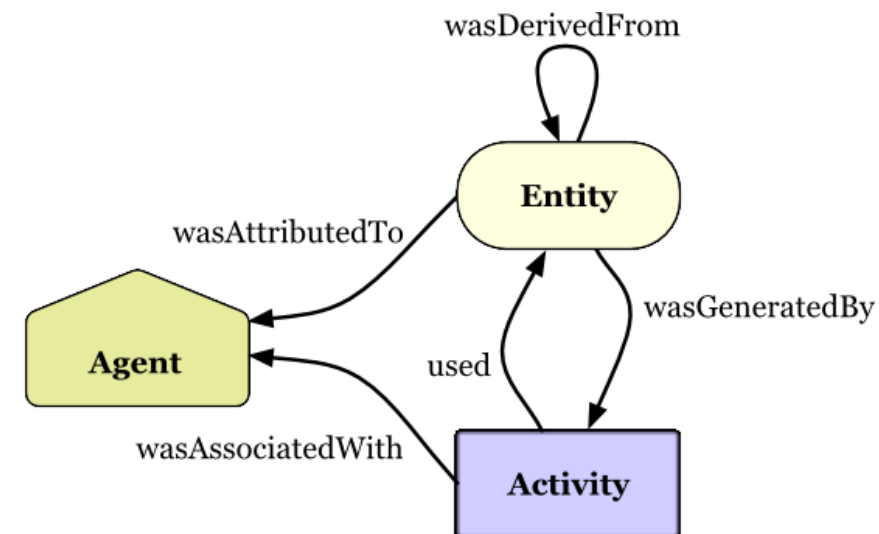 wasDerivedFrom
Entity
wasAttributedTo
wasGeneratedBy
Agent
used
wasAssociatedWith
Activity